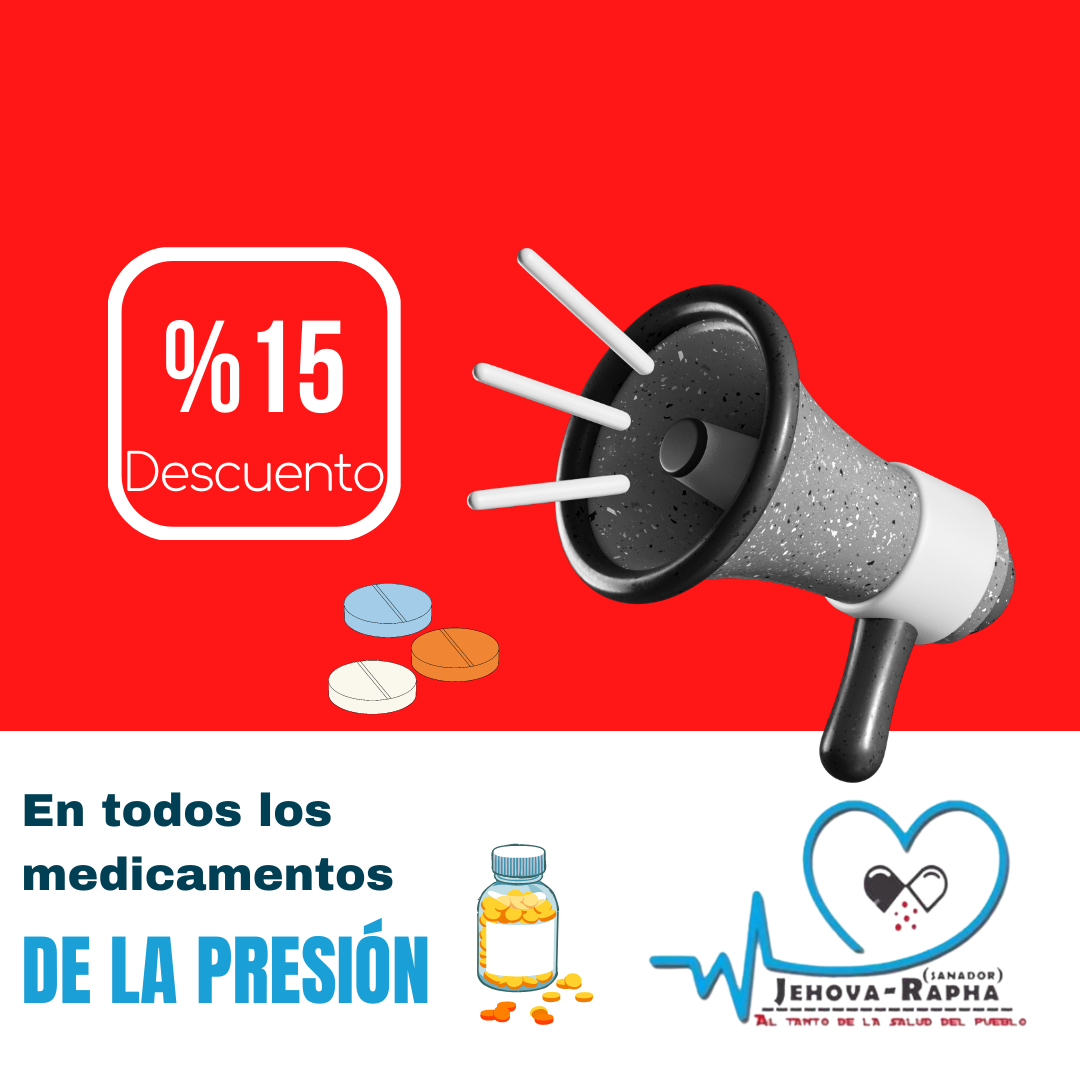 %15
Descuento
En todos los
medicamentos
DE LA PRESIÓN
(SANADOR)
JEHOVA-RAPHA
AL TANTO DE LA SALUD DEL PUEBLO